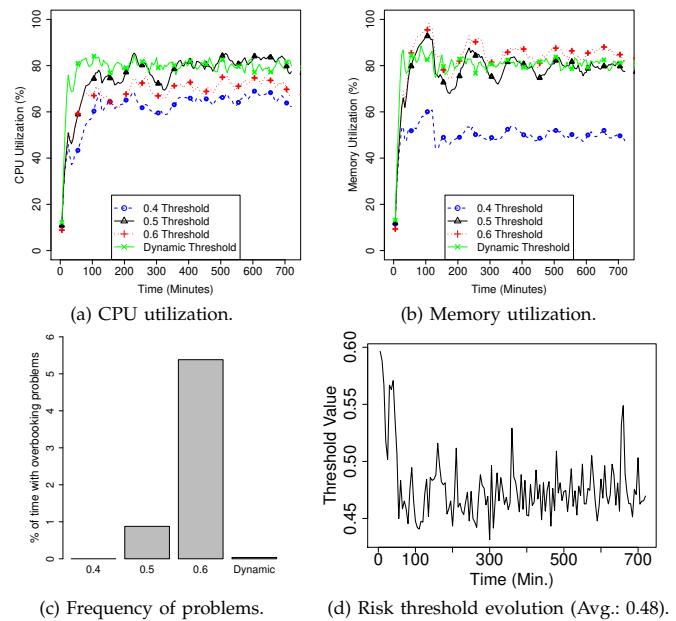 100
80
60
40
20
0
CPU Utilization (%)
0.4 Threshold
0.5 Threshold
0.6 Threshold
Dynamic Threshold
0 100 200 300 400 500 600 700
Time (Minutes)
(a) CPU utilization.
100
80
60
40
20
0
Memory Utilization (%)
0.4 Threshold
0.5 Threshold
0.6 Threshold
Dynamic Threshold
0 100 200 300 400 500 600 700
Time (Minutes)
(b) Memory utilization.
6
5
4
3
2
1
0
% of time with overbooking problems
0.4 0.5 0.6 Dynamic
(c) Frequency of problems.
0.60
0.55
0.50
0.45
Threshold Value
0 100 300 500 700
Time (Min.)
(d) Risk threshold evolution (Avg.: 0.48).